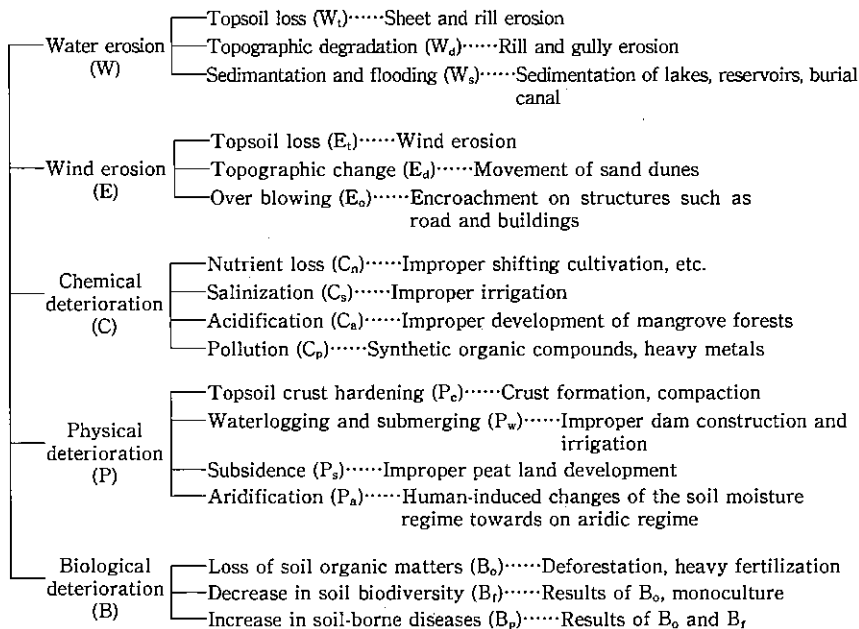 Topsoil loss (Wt)······Sheet and rill erosion
Water erosion
(W)
Topographic degradation (Wd)······Rill and gully erosion
Sedimantation and flooding (Ws)······Sedimentation of lakes, reservoirs, burial
canal
Topsoil loss (Et)······Wind erosion
Wind erosion
(E)
Topographic change (Ed)······Movement of sand dunes
Over blowing (Eo)······Encroachment on structures such as
road and buildings
Chemical
deterioration
(C)
Nutrient loss (Cn)······Improper shifting cultivation, etc.
Salinization (Cs)······Improper irrigation
Acidification (Ca)······Improper development of mangrove forests
Pollution (Cp)······Synthetic organic compounds, heavy metals
Physical
deterioration
(P)
Topsoil crust hardening (Pc)······Crust formation, compaction
Waterlogging and submerging (Pw)······Improper dam construction and
irrigation
Subsidence (Ps)······Improper peat land development
Aridification (Pa)······Human-induced changes of the soil moisture
regime towards on aridic regime
Biological
deterioration
(B)
Loss of soil organic matters (Bo)······Deforestation, heavy fertilization
Decrease in soil biodiversity (Bf)······Results of Bo, monoculture
Increase in soil-borne diseases (Bp)······Results of Bo and Bf